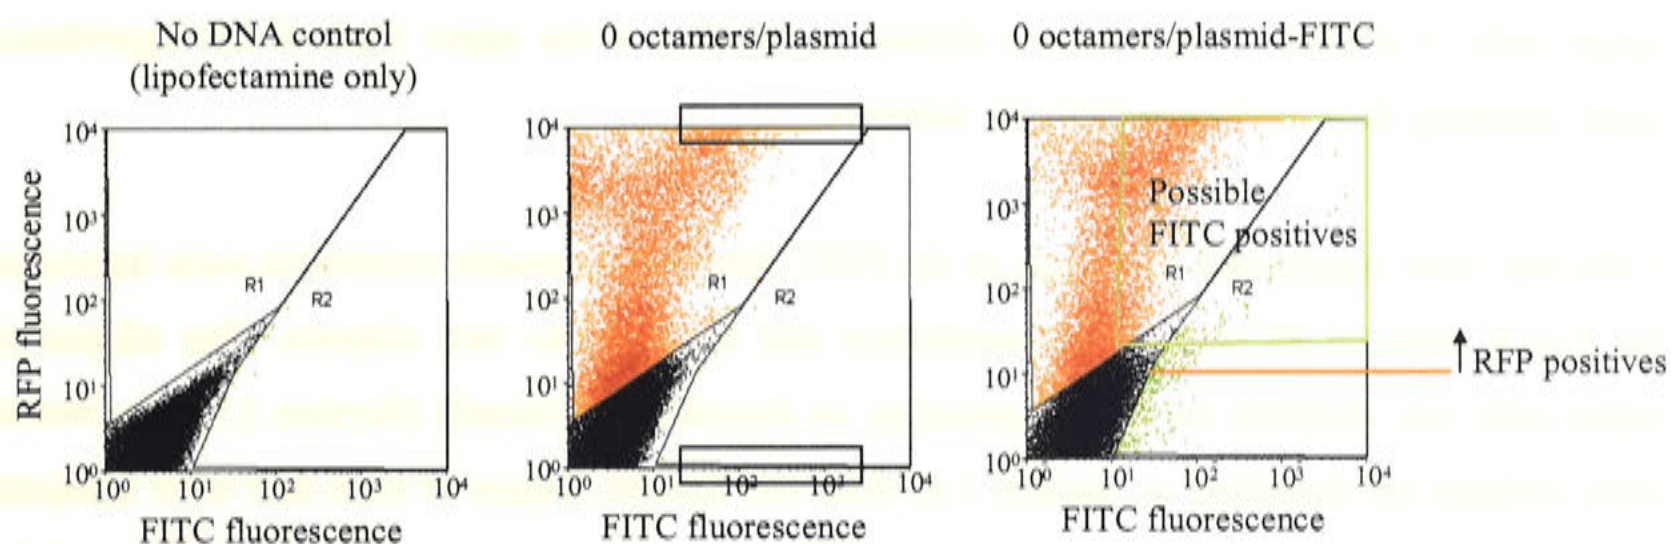 No DNA control
(lipofectamine only)
0 octamers/plasmid
0 octamers/plasmid-FITC
RFP fluorescence
10⁴
10³
10²
10¹
10⁰
R1
R2
10⁰ 10¹ 10² 10³ 10⁴
FITC fluorescence
10⁴
10³
10²
10¹
10⁰
R1
R2
10⁰ 10¹ 10² 10³ 10⁴
FITC fluorescence
10⁴
10³
10²
10¹
10⁰
Possible
FITC positives
R1
R2
10⁰ 10¹ 10² 10³ 10⁴
FITC fluorescence
RFP positives